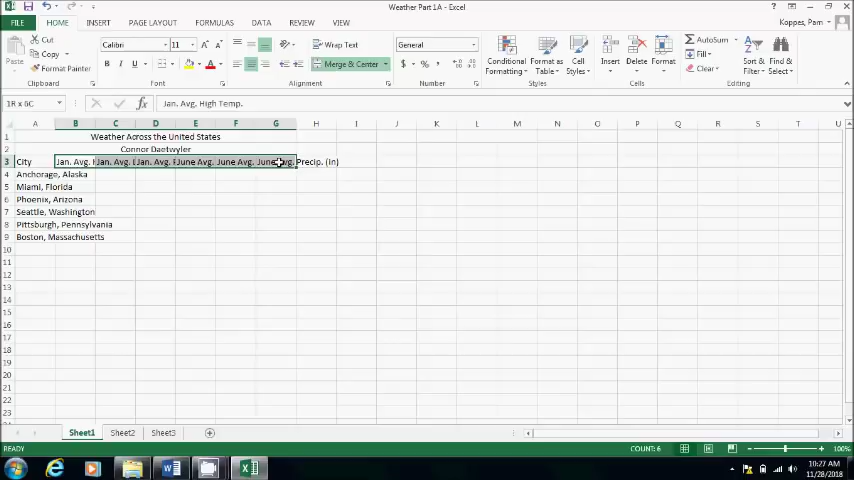 Weather Part 1A - Excel
FILE HOME INSERT PAGE LAYOUT FORMULAS DATA REVIEW VIEW Koppes, Pam
Paste Cut Copy Format Painter Clipboard
Calibri 11 B I U Font
Wrap Text Merge & Center Alignment
General $ % , Number
Conditional Formatting Format as Table Cell Styles Styles
Insert Delete Format Cells
AutoSum Fill Clear Sort & Filter Find & Select Editing
1R x 6C fx Jan. Avg. High Temp.
A B C D E F G H I J K L M N O P Q R S T U
1 Weather Across the United States
2 Connor Daetwyler
3 City Jan. Avg. Jan. Avg. Jan. Avg. June Avg. June Avg. June Avg. Precip. (in)
4 Anchorage, Alaska
5 Miami, Florida
6 Phoenix, Arizona
7 Seattle, Washington
8 Pittsburgh, Pennsylvania
9 Boston, Massachusetts
10
11
12
13
14
15
16
17
18
19
20
21
22
23
Sheet1 Sheet2 Sheet3
READY COUNT: 6 100%
10:27 AM
11/28/2018